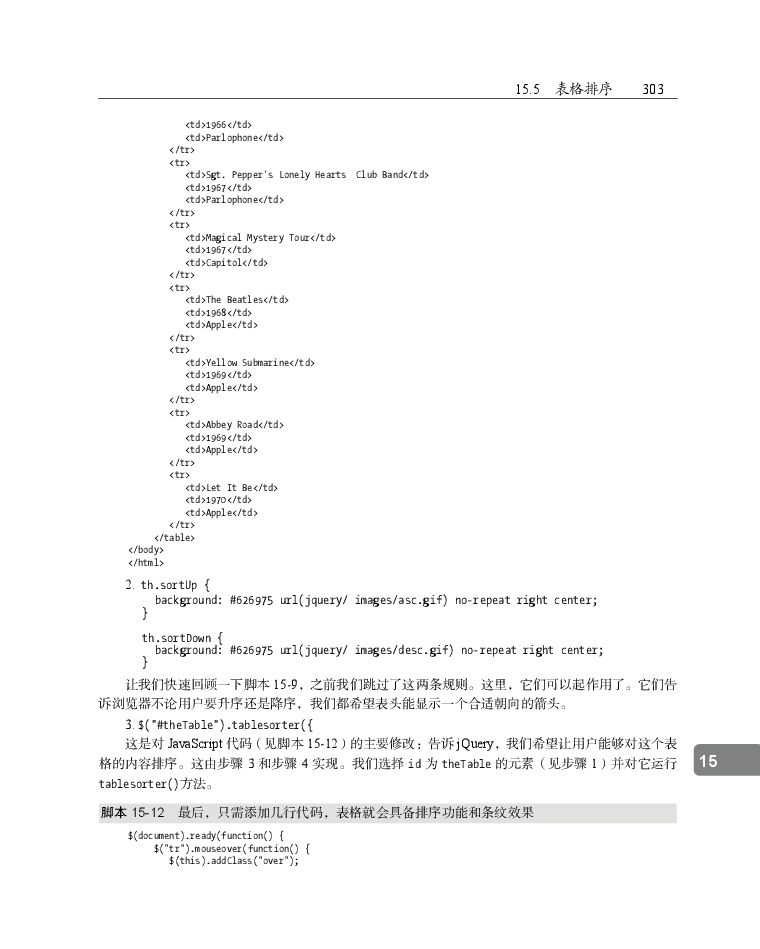 15.5 表格排序 303
<td>1966</td>
<td>Parlophone</td>
</tr>
<tr>
<td>Sgt. Pepper's Lonely Hearts Club Band</td>
<td>1967</td>
<td>Parlophone</td>
</tr>
<tr>
<td>Magical Mystery Tour</td>
<td>1967</td>
<td>Capitol</td>
</tr>
<tr>
<td>The Beatles</td>
<td>1968</td>
<td>Apple</td>
</tr>
<tr>
<td>Yellow Submarine</td>
<td>1969</td>
<td>Apple</td>
</tr>
<tr>
<td>Abbey Road</td>
<td>1969</td>
<td>Apple</td>
</tr>
<tr>
<td>Let It Be</td>
<td>1970</td>
<td>Apple</td>
</tr>
</table>
</body>
</html>
2. th.sortUp {
background: #626975 url(jquery/ images/asc.gif) no-repeat right center;
}
th.sortDown {
background: #626975 url(jquery/ images/desc.gif) no-repeat right center;
}
让我们快速回顾一下脚本 15-9，之前我们跳过了这两条规则。这里，它们可以起作用了。它们告
诉浏览器不论用户要升序还是降序，我们都希望表头能显示一个合适朝向的箭头。
3. $("#theTable").tablesorter({
这是对 JavaScript 代码（见脚本 15-12）的主要修改：告诉 jQuery，我们希望让用户能够对这个表
格的内容排序。这由步骤 3 和步骤 4 实现。我们选择 id 为 theTable 的元素（见步骤 1）并对它运行
tablesorter()方法。
15
脚本 15-12 最后，只需添加几行代码，表格就会具备排序功能和条纹效果
$(document).ready(function() {
$("tr").mouseover(function() {
$(this).addClass("over");